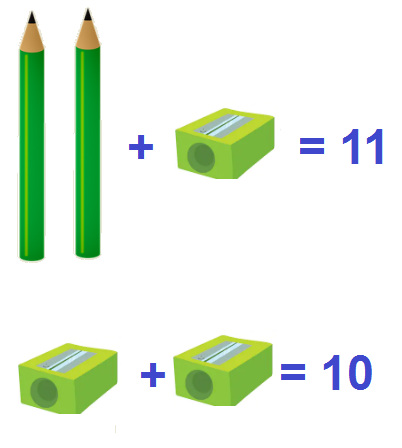 + = 11
+ = 10